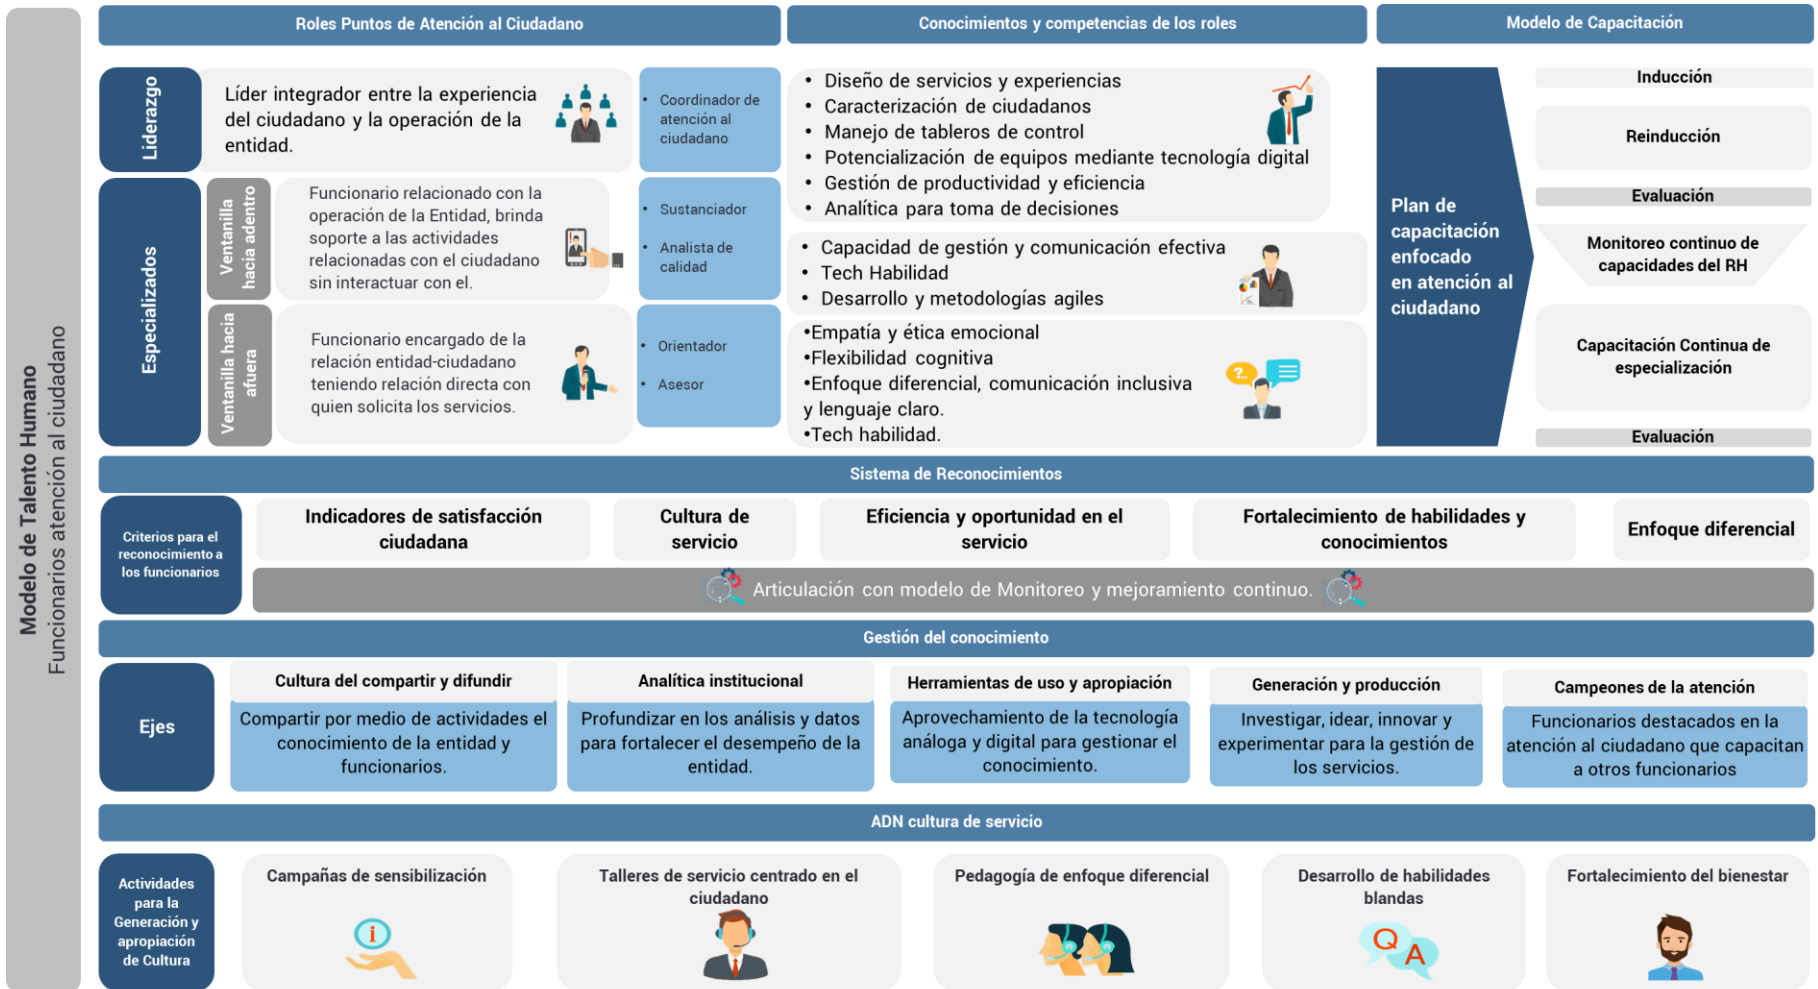 Modelo de Talento Humano
Funcionarios atención al ciudadano
Roles Puntos de Atención al Ciudadano
Liderazgo
Líder integrador entre la experiencia
del ciudadano y la operación de la
entidad.
• Coordinador de
atención al
ciudadano
Especializados
Ventanilla
hacia adentro
Funcionario relacionado con la
operación de la Entidad, brinda
soporte a las actividades
relacionadas con el ciudadano
sin interactuar con el.
• Sustanciador
• Analista de
calidad
Ventanilla hacia
afuera
Funcionario encargado de la
relación entidad-ciudadano
teniendo relación directa con
quien solicita los servicios.
• Orientador
• Asesor
Conocimientos y competencias de los roles
• Diseño de servicios y experiencias
• Caracterización de ciudadanos
• Manejo de tableros de control
• Potencialización de equipos mediante tecnología digital
• Gestión de productividad y eficiencia
• Analítica para toma de decisiones
• Capacidad de gestión y comunicación efectiva
• Tech Habilidad
• Desarrollo y metodologías agiles
•Empatía y ética emocional
•Flexibilidad cognitiva
•Enfoque diferencial, comunicación inclusiva
y lenguaje claro.
•Tech habilidad.
?..
Modelo de Capacitación
Plan de
capacitación
enfocado
en atención al
ciudadano
Inducción
Reinducción
Evaluación
Monitoreo continuo de
capacidades del RH
Capacitación Continua de
especialización
Evaluación
Sistema de Reconocimientos
Criterios para el
reconocimiento a
los funcionarios
Indicadores de satisfacción
ciudadana
Cultura de
servicio
Eficiencia y oportunidad en el
servicio
Fortalecimiento de habilidades y
conocimientos
Enfoque diferencial
Articulación con modelo de Monitoreo y mejoramiento continuo.
Gestión del conocimiento
Ejes
Cultura del compartir y difundir
Compartir por medio de actividades el
conocimiento de la entidad y
funcionarios.
Analítica institucional
Profundizar en los análisis y datos
para fortalecer el desempeño de la
entidad.
Herramientas de uso y apropiación
Aprovechamiento de la tecnología
análoga y digital para gestionar el
conocimiento.
Generación y producción
Investigar, idear, innovar y
experimentar para la gestión de
los servicios.
Campeones de la atención
Funcionarios destacados en la
atención al ciudadano que capacitan
a otros funcionarios
ADN cultura de servicio
Actividades
para la
Generación y
apropiación
de Cultura
Campañas de sensibilización
i
Talleres de servicio centrado en el
ciudadano
Pedagogía de enfoque diferencial
Desarrollo de habilidades
blandas
Q
A
Fortalecimiento del bienestar